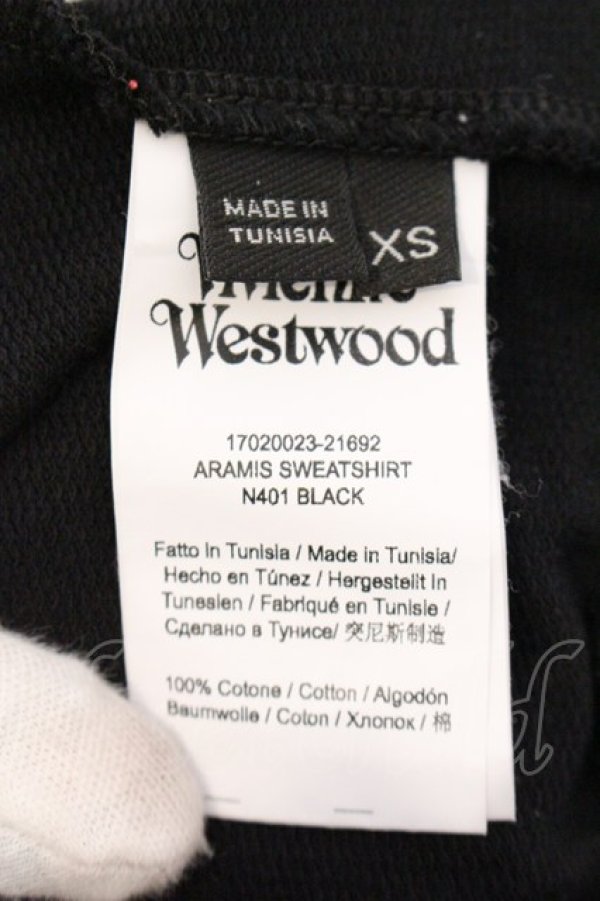 MADE IN
TUNISIA
XS
Vivienne
Westwood
17020023-21692
ARAMIS SWEATSHIRT
N401 BLACK
Fatto in Tunisia / Made in Tunisia/
Hecho en Túnez / Hergestellt in
Tunesien / Fabriqué en Tunisie /
Сделано в Тунисе/ 突尼斯制造
100% Cotone / Cotton / Algodón
Baumwolle / Coton / Хлопок / 棉